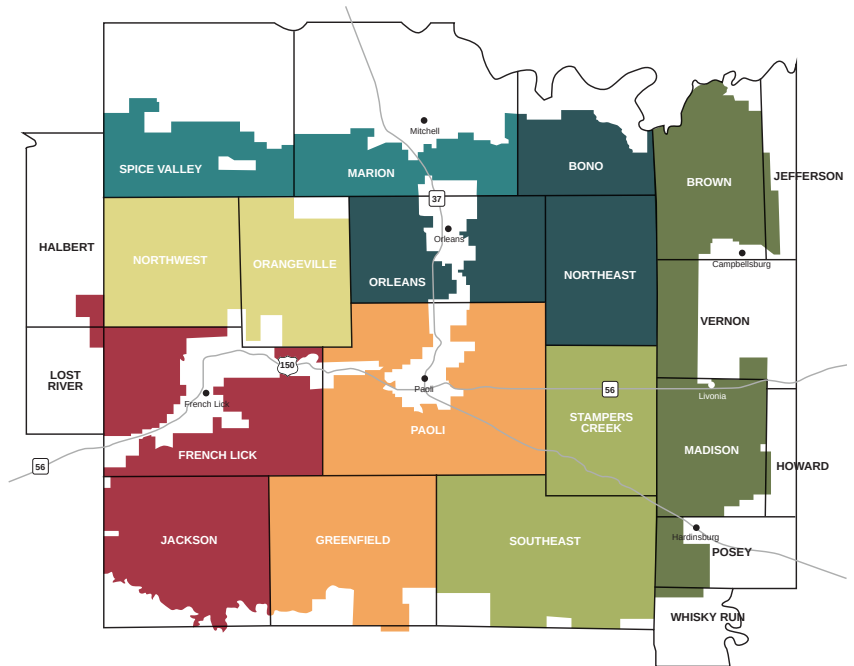 Mitchell
SPICE VALLEY
MARION
BONO
BROWN
JEFFERSON
37
HALBERT
NORTHWEST
ORANGEVILLE
Orleans
ORLEANS
NORTHEAST
Campbellsburg
VERNON
LOST
RIVER
150
French Lick
Paoli
56
Livonia
STAMPERS
CREEK
PAOLI
MADISON
FRENCH LICK
56
HOWARD
JACKSON
GREENFIELD
SOUTHEAST
Hardinsburg
POSEY
WHISKY RUN